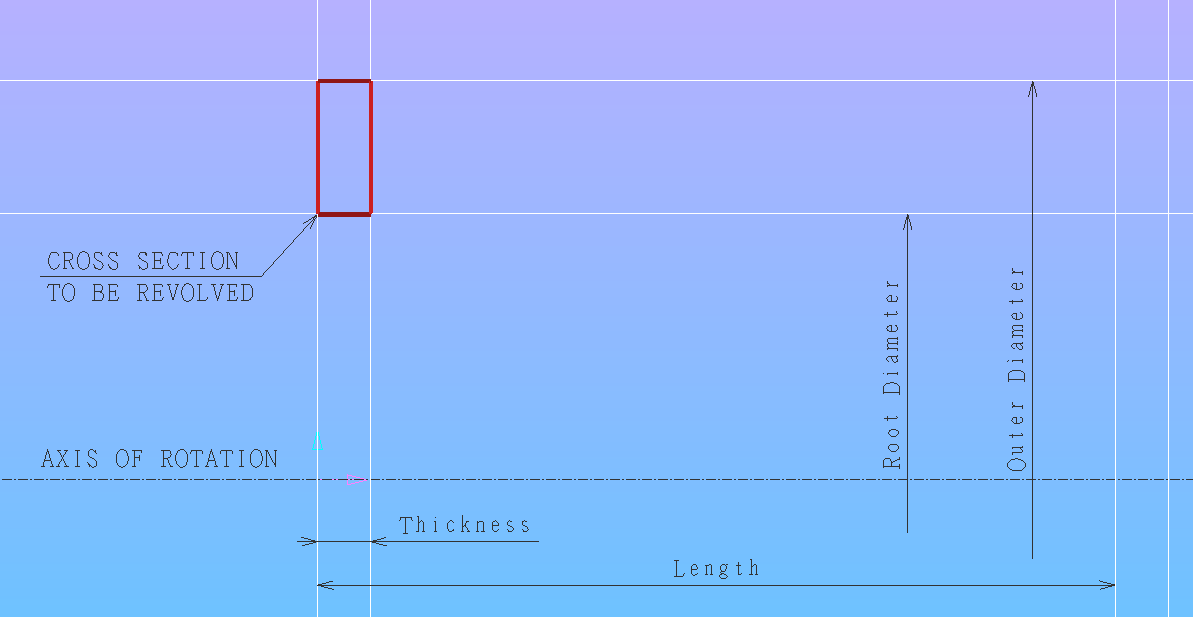 CROSS SECTION
TO BE REVOLVED
Root Diameter
Outer Diameter
AXIS OF ROTATION
Thickness
Length